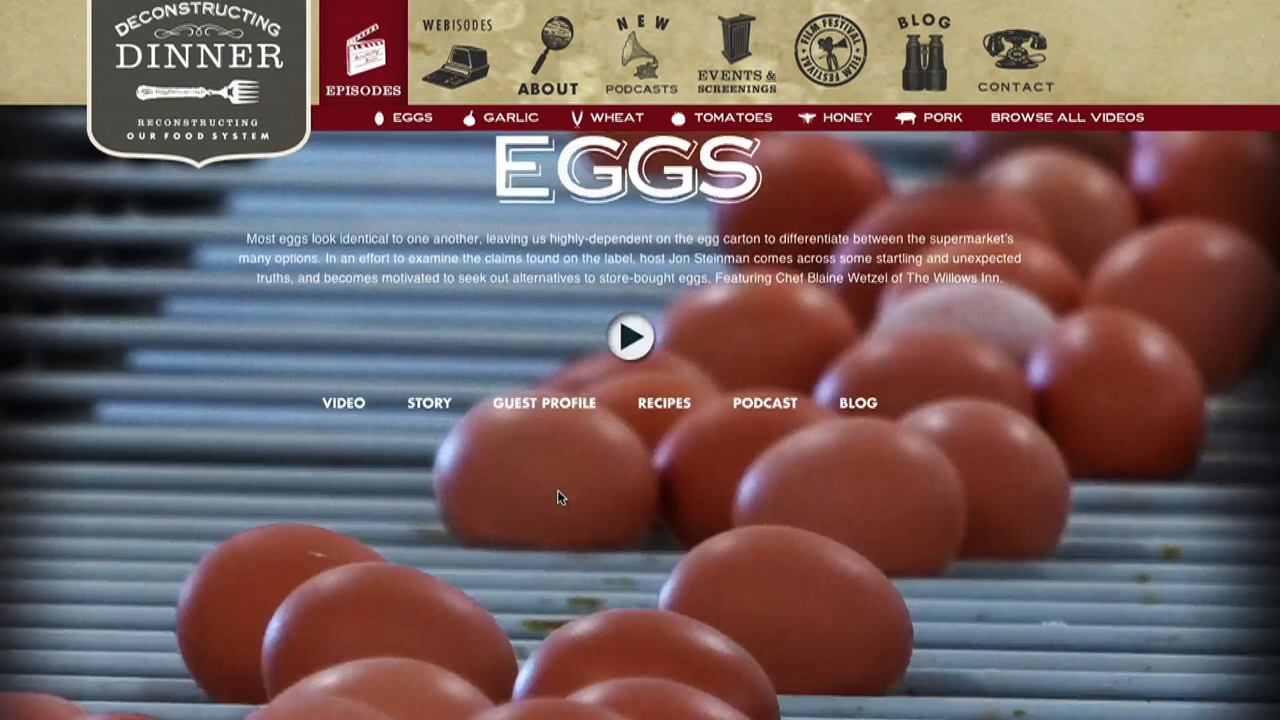 DECONSTRUCTING
DINNER
RECONSTRUCTING
OUR FOOD SYSTEM
EPISODES
WEBISODES
ABOUT
NEW
PODCASTS
EVENTS &
SCREENINGS
FILM FESTIVAL
FILM FESTIVAL
BLOG
CONTACT
EGGS GARLIC WHEAT TOMATOES HONEY PORK BROWSE ALL VIDEOS
EGGS
Most eggs look identical to one another, leaving us highly-dependent on the egg carton to differentiate between the supermarket's
many options. In an effort to examine the claims found on the label, host Jon Steinman comes across some startling and unexpected
truths, and becomes motivated to seek out alternatives to store-bought eggs. Featuring Chef Blaine Wetzel of The Willows Inn.
VIDEO STORY GUEST PROFILE RECIPES PODCAST BLOG